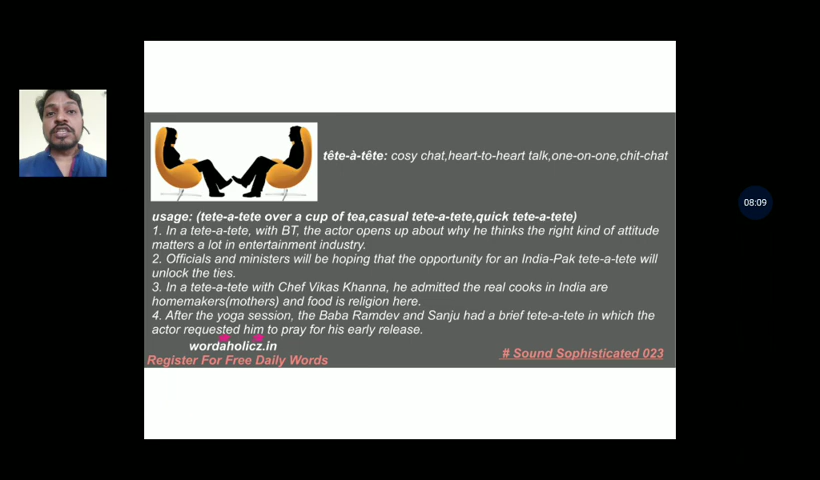 tête-à-tête: cosy chat,heart-to-heart talk,one-on-one,chit-chat
08:09
usage: (tete-a-tete over a cup of tea,casual tete-a-tete,quick tete-a-tete)
1. In a tete-a-tete, with BT, the actor opens up about why he thinks the right kind of attitude
matters a lot in entertainment industry.
2. Officials and ministers will be hoping that the opportunity for an India-Pak tete-a-tete will
unlock the ties.
3. In a tete-a-tete with Chef Vikas Khanna, he admitted the real cooks in India are
homemakers(mothers) and food is religion here.
4. After the yoga session, the Baba Ramdev and Sanju had a brief tete-a-tete in which the
actor requested him to pray for his early release.
wordaholicz.in
Register For Free Daily Words
# Sound Sophisticated 023